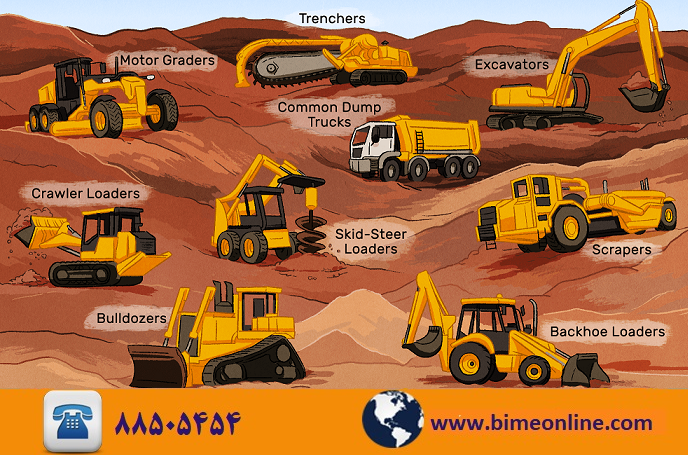 Trenchers
Motor Graders
Excavators
Common Dump
Trucks
Crawler Loaders
Skid-Steer
Loaders
Scrapers
Bulldozers
Backhoe Loaders
۸۸۵۰۵۴۵۴
www.bimeonline.com